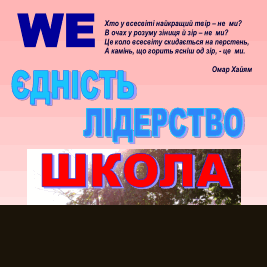 WE
Хто у всесвіті найкращий твір – не ми?
В очах у розуму зіниця й зір – не ми?
Це коло всесвіту скидається на перстень,
А камінь, що горить ясніш од зір, - це ми.
Омар Хайям
ЄДНІСТЬ
ЛІДЕРСТВО
ШКОЛА